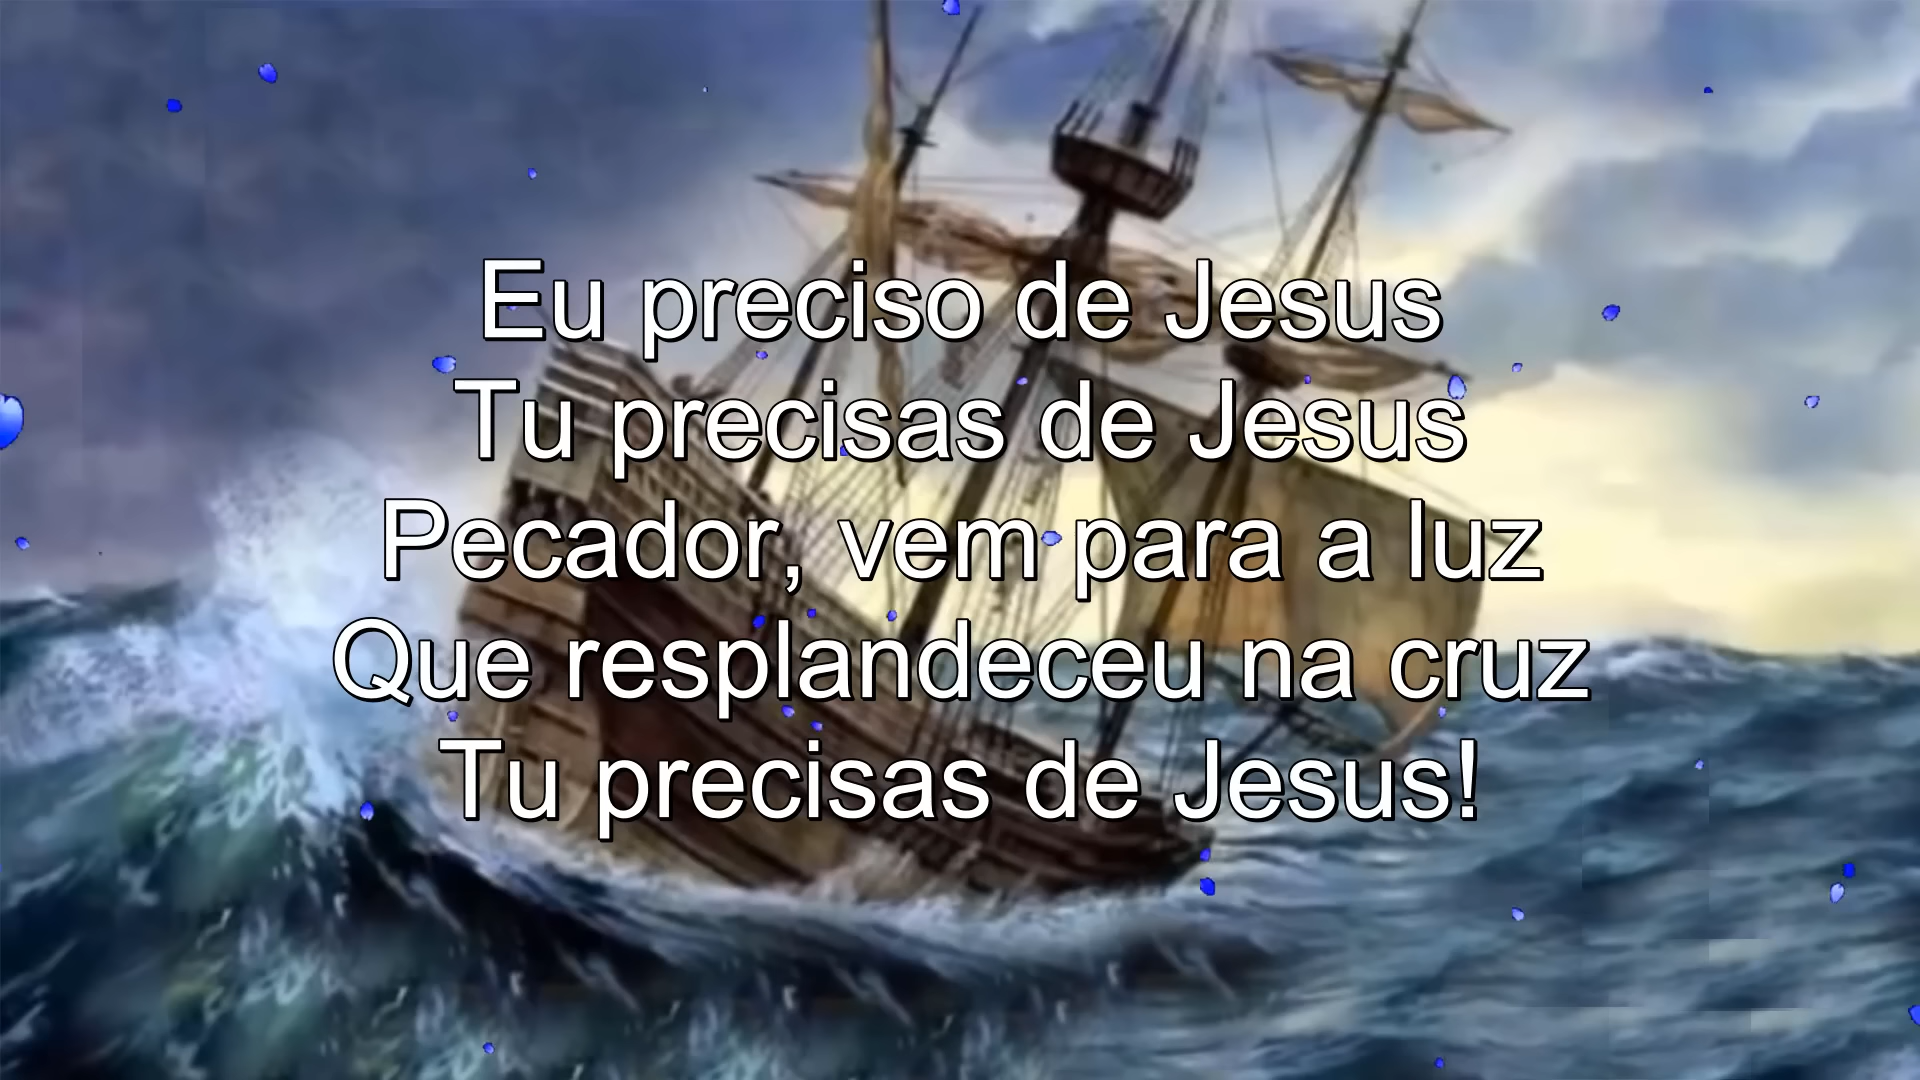 Eu preciso de Jesus
Tu precisas de Jesus
Pecador, vem para a luz
Que resplandeceu na cruz
Tu precisas de Jesus!